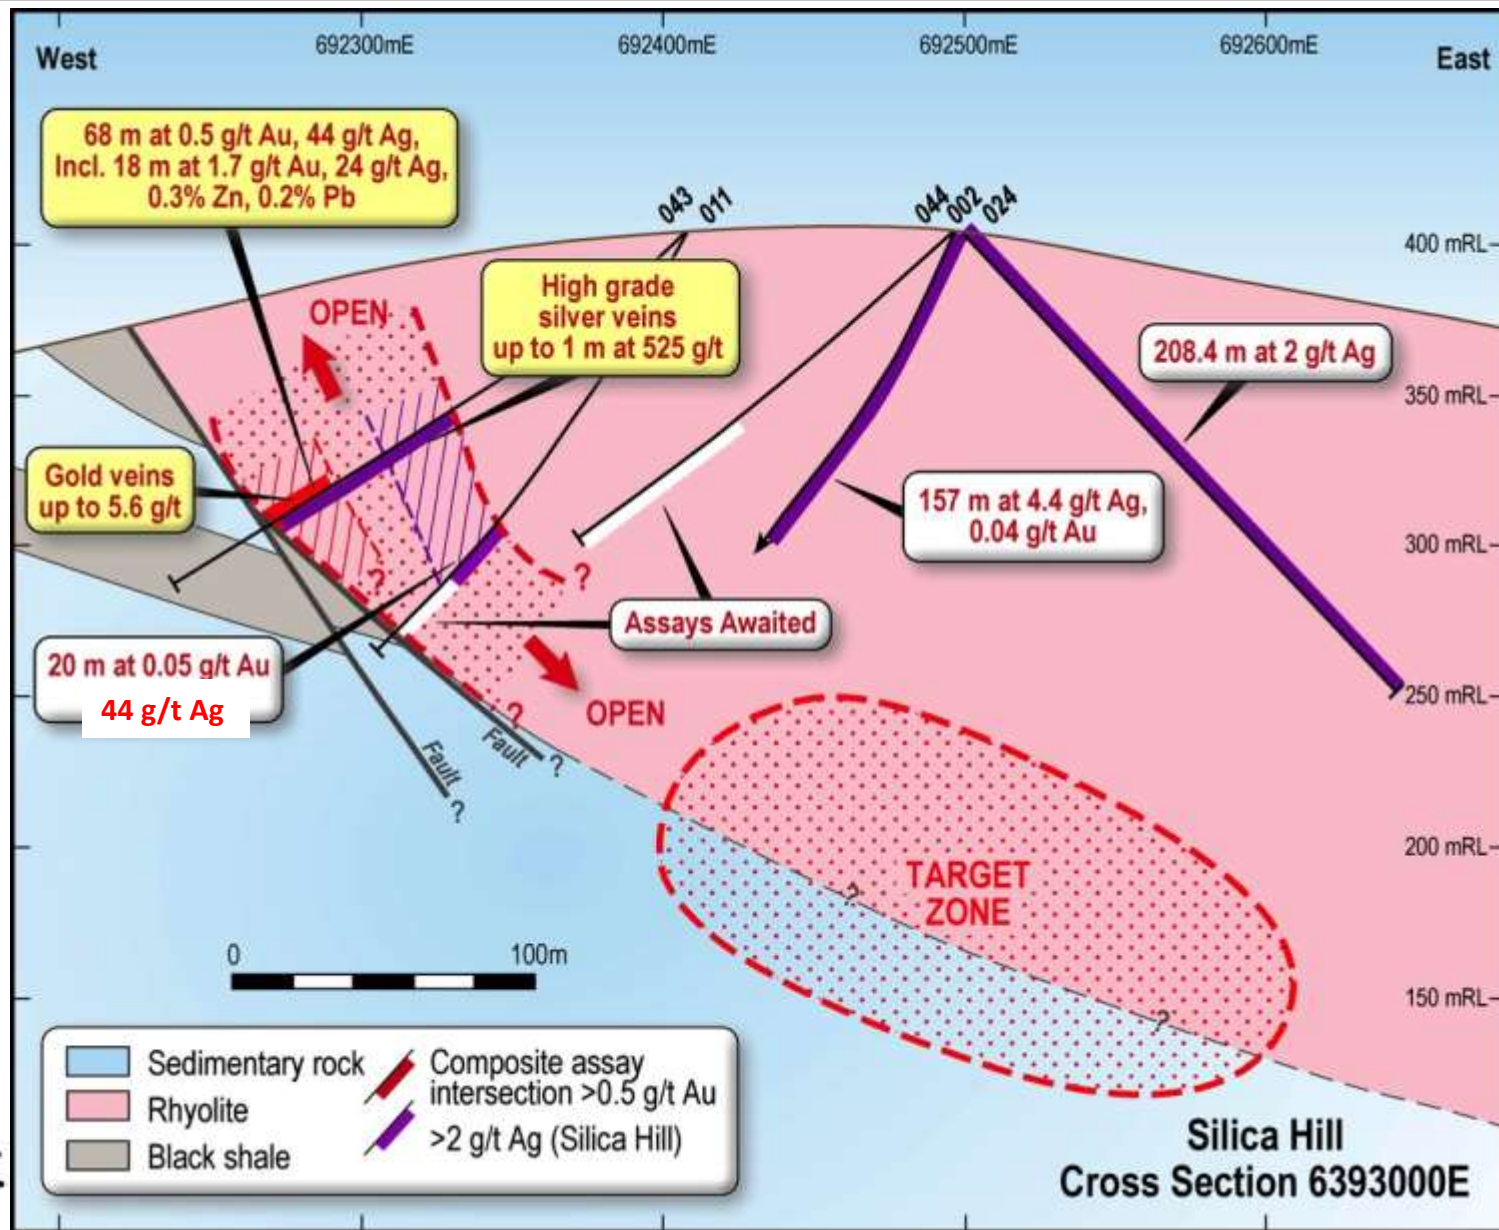 West
692300mE
692400mE
692500mE
692600mE
East
68 m at 0.5 g/t Au, 44 g/t Ag,
Incl. 18 m at 1.7 g/t Au, 24 g/t Ag,
0.3% Zn, 0.2% Pb
043
011
044
002
024
400 mRL
High grade
silver veins
up to 1 m at 525 g/t
OPEN
208.4 m at 2 g/t Ag
350 mRL
Gold veins
up to 5.6 g/t
157 m at 4.4 g/t Ag,
0.04 g/t Au
300 mRL
?
?
Assays Awaited
20 m at 0.05 g/t Au
44 g/t Ag
250 mRL
?
OPEN
Fault
?
Fault
?
200 mRL
TARGET
ZONE
?
0
100m
150 mRL
?
Sedimentary rock
Rhyolite
Black shale
Composite assay
intersection >0.5 g/t Au
>2 g/t Ag (Silica Hill)
Silica Hill
Cross Section 6393000E